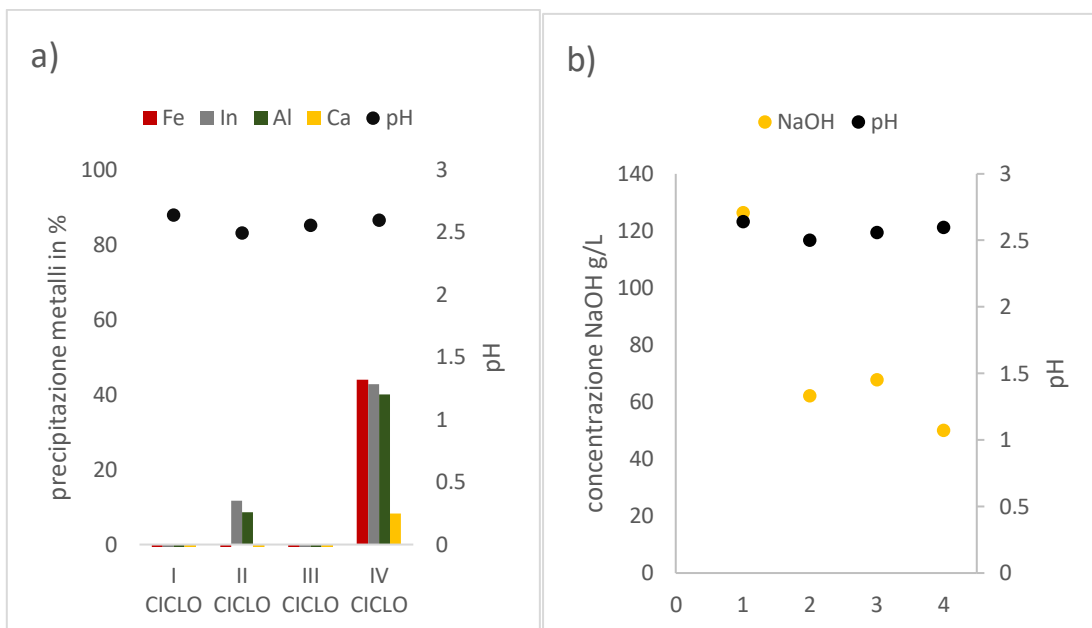 a)
Fe In Al Ca pH
precipitazione metalli in %
100
80
60
40
20
0
3
2.5
2
1.5
1
0.5
0
pH
I CICLO
II CICLO
III CICLO
IV CICLO
b)
NaOH pH
concentrazione NaOH g/L
140
120
100
80
60
40
20
0
3
2.5
2
1.5
1
0.5
0
pH
0 1 2 3 4